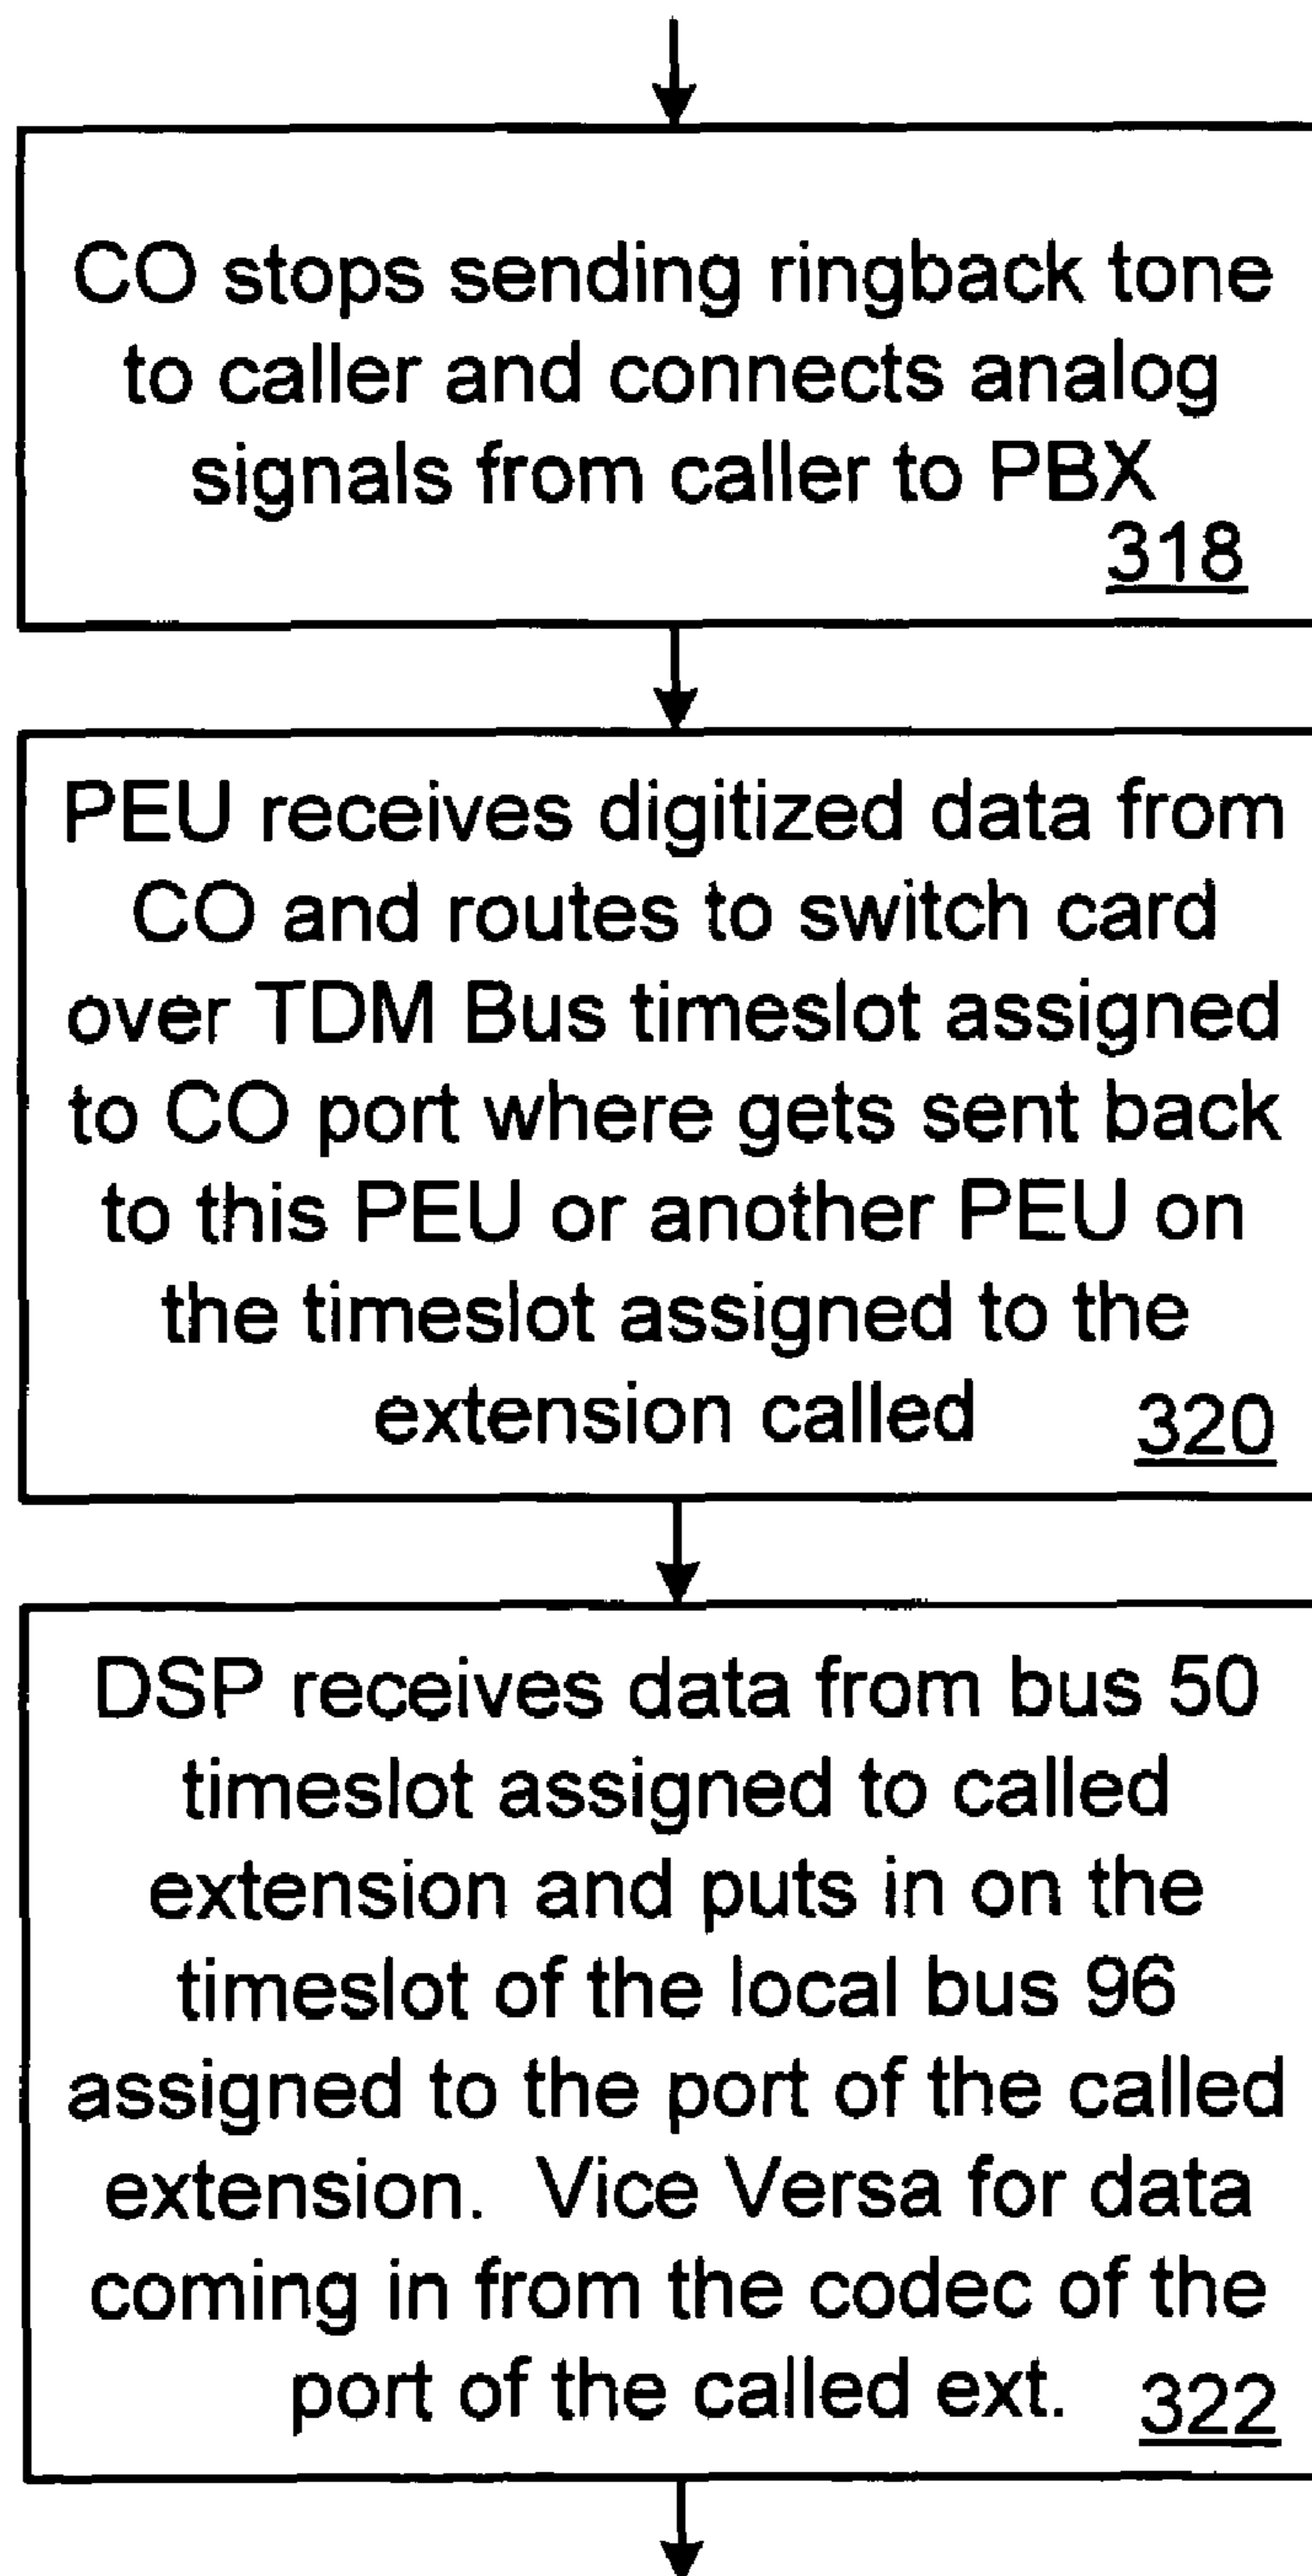 CO stops sending ringback tone
to caller and connects analog
signals from caller to PBX
318
PEU receives digitized data from
CO and routes to switch card
over TDM Bus timeslot assigned
to CO port where gets sent back
to this PEU or another PEU on
the timeslot assigned to the
extension called 320
DSP receives data from bus 50
timeslot assigned to called
extension and puts in on the
timeslot of the local bus 96
assigned to the port of the called
extension. Vice Versa for data
coming in from the codec of the
port of the called ext. 322